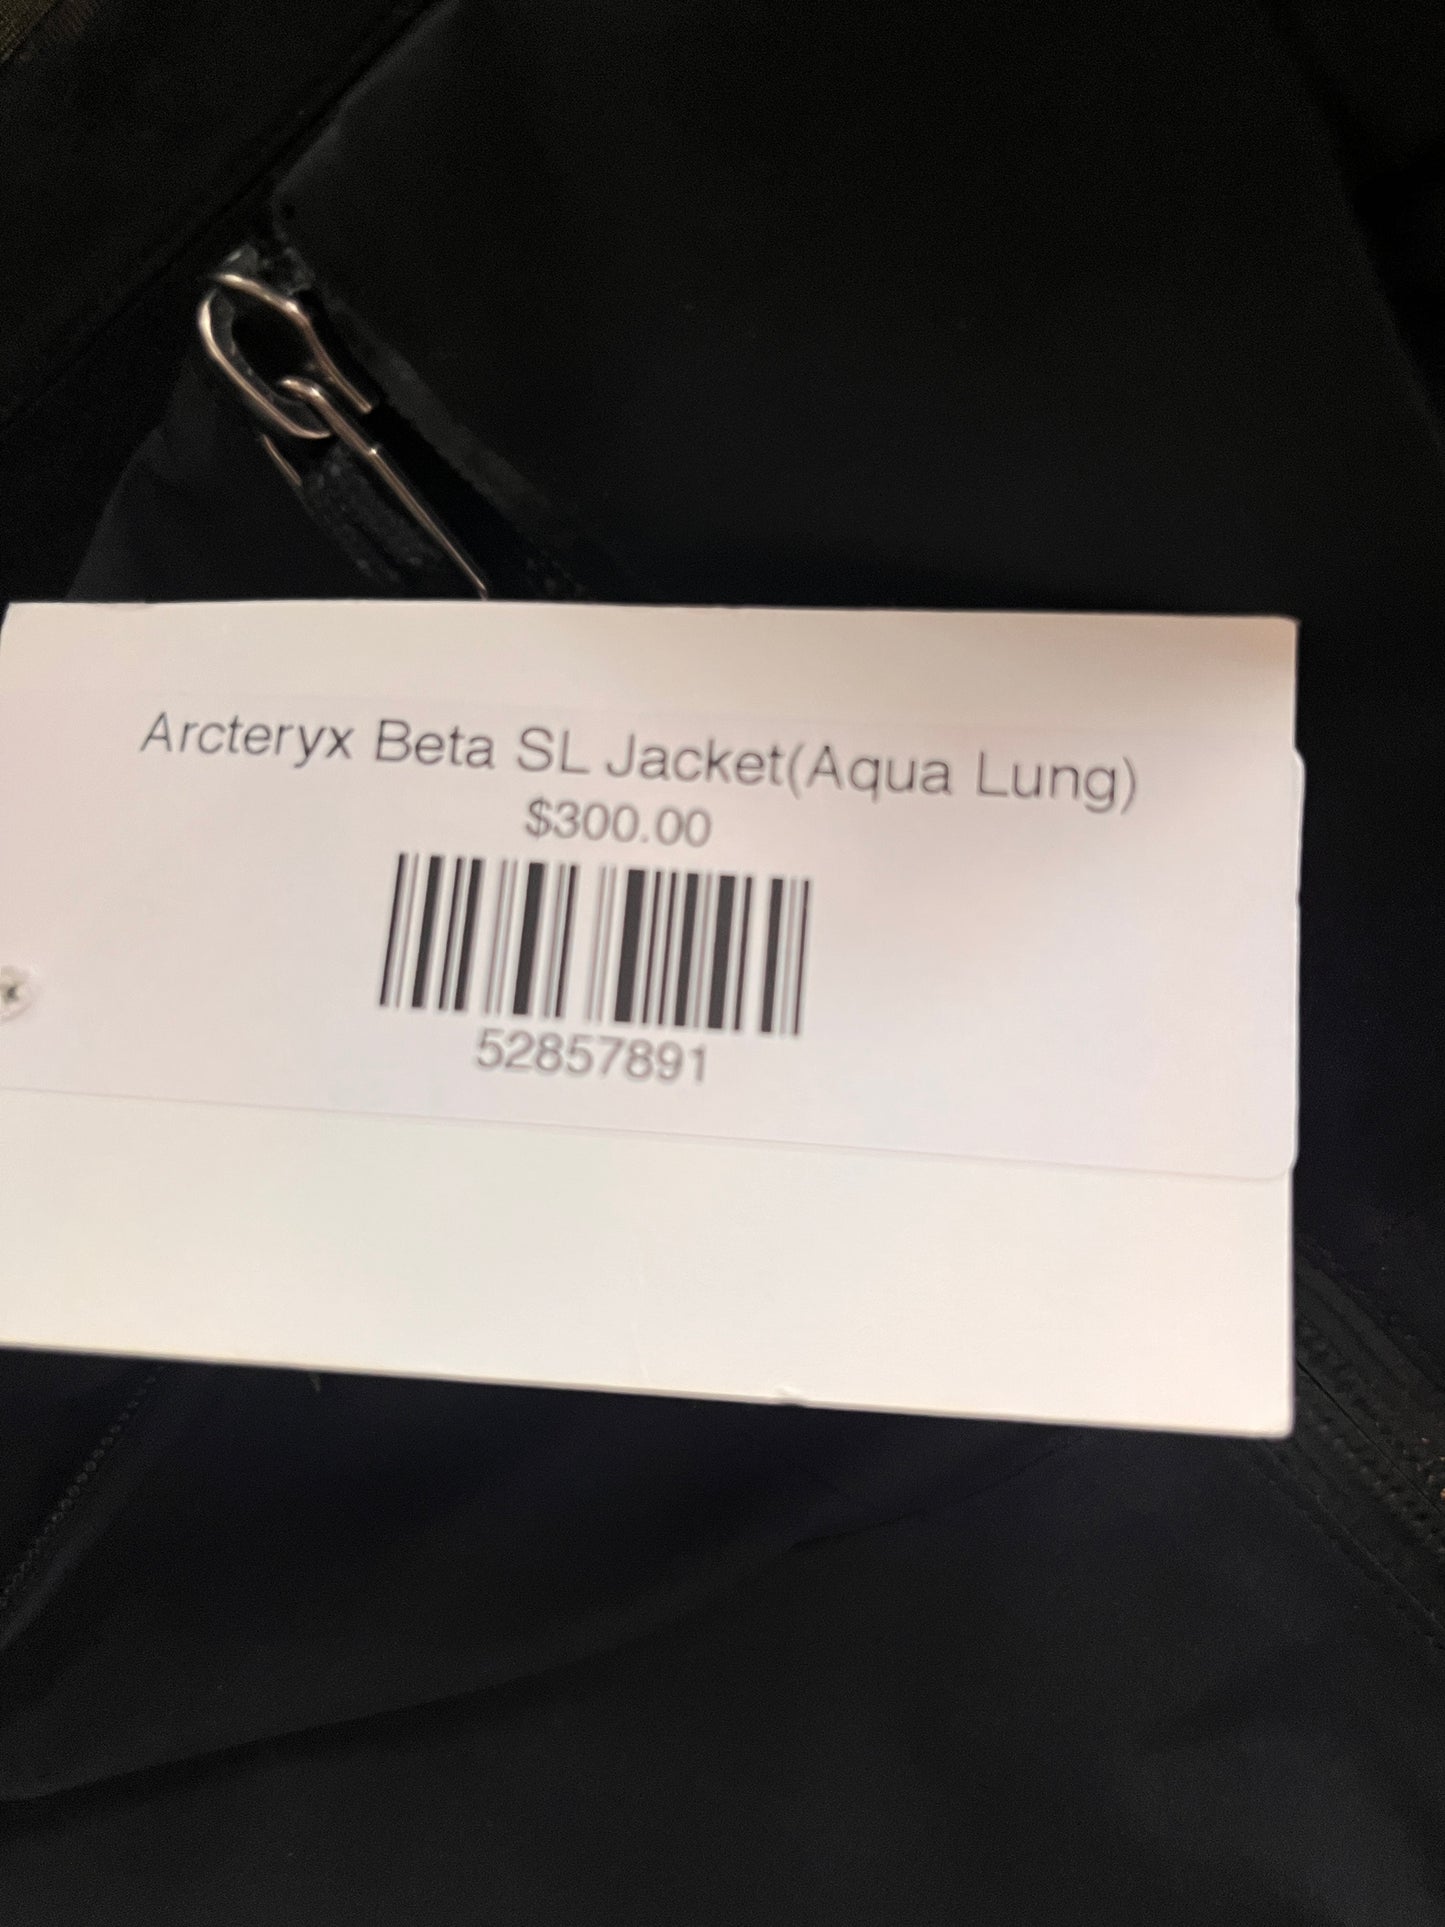 Arcteryx Beta SL Jacket(Aqua Lung)
$300.00
52857891